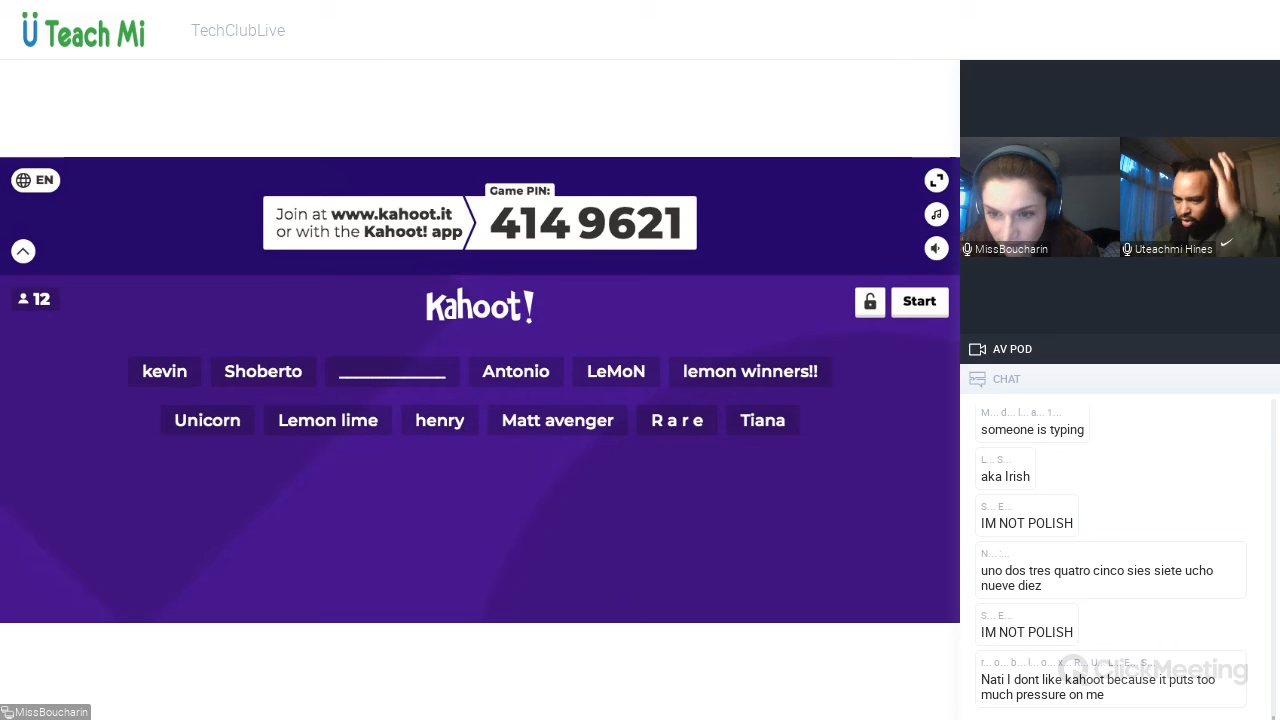 Ü Teach Mi
TechClubLive
EN
Game PIN:
Join at www.kahoot.it
or with the Kahoot! app
414 9621
12
Kahoot!
Start
kevin
Shoberto
______________
Antonio
LeMoN
lemon winners!!
Unicorn
Lemon lime
henry
Matt avenger
R a r e
Tiana
MissBoucharin
MissBoucharin
Uteachmi Hines
AV POD
CHAT
M... d... l... a... 1...
someone is typing
L... S...
aka Irish
S... E...
IM NOT POLISH
N... :...
uno dos tres quatro cinco sies siete ucho
nueve diez
S... E...
IM NOT POLISH
r... o... b... l... o... x... R... U... L... E... S...
Nati I dont like kahoot because it puts too
much pressure on me
ClickMeeting